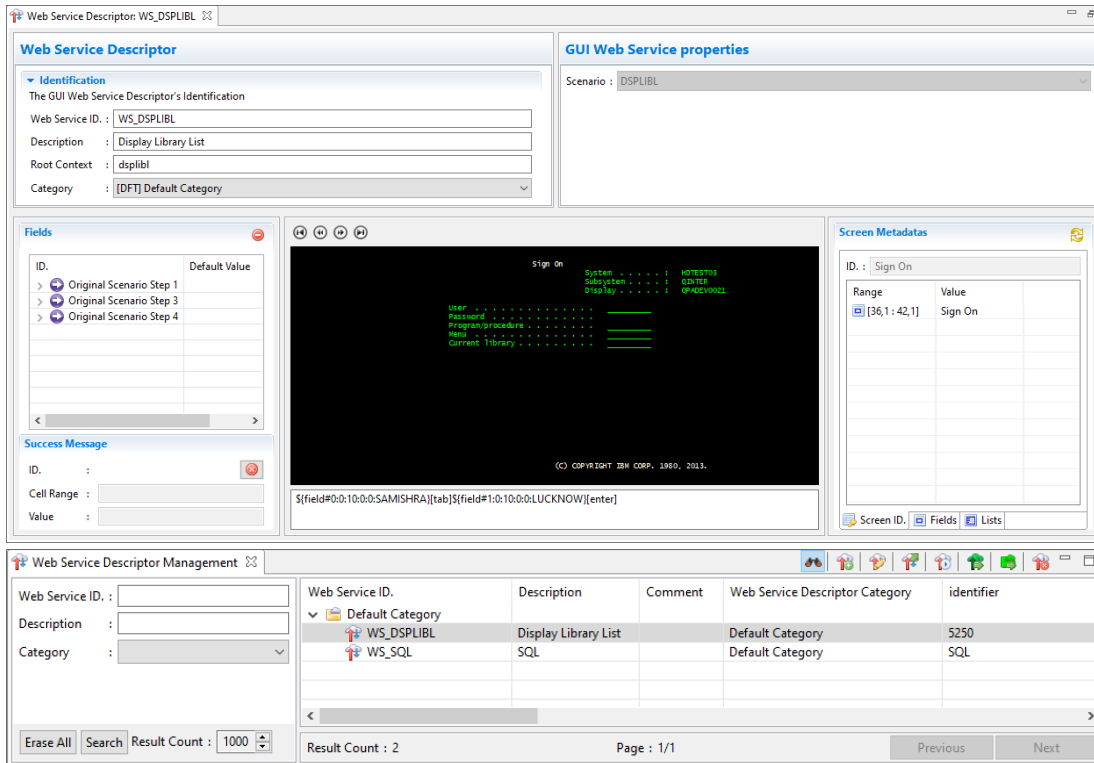 Web Service Descriptor: WS_DSPLIBL
Web Service Descriptor
Identification
The GUI Web Service Descriptor's Identification
Web Service ID. : WS_DSPLIBL
Description : Display Library List
Root Context : dsplibl
Category : [DFT] Default Category
GUI Web Service properties
Scenario : DSPLIBL
Fields
ID. Default Value
Original Scenario Step 1
Original Scenario Step 3
Original Scenario Step 4
Success Message
ID. :
Cell Range :
Value :
Sign On
System . . . . . : HDTEST03
Subsystem . . . . : QINTER
Display . . . . . : QPADEV0021
User . . . . . . . . . . . . . .
Password . . . . . . . . . . . .
Program/procedure . . . . . . . .
Menu . . . . . . . . . . . . . .
Current library . . . . . . . . .
(C) COPYRIGHT IBM CORP. 1980, 2013.
${field#0:0:10:0:0:SAMISHRA}[tab]${field#1:0:10:0:0:LUCKNOW}[enter]
Screen Metadatas
ID. : Sign On
Range Value
[36,1 : 42,1] Sign On
Screen ID. Fields Lists
Web Service Descriptor Management
Web Service ID. :
Description :
Category :
Erase All Search Result Count : 1000
Web Service ID. Description Comment Web Service Descriptor Category identifier
Default Category
WS_DSPLIBL Display Library List Default Category 5250
WS_SQL SQL Default Category SQL
Result Count : 2 Page : 1/1 Previous Next